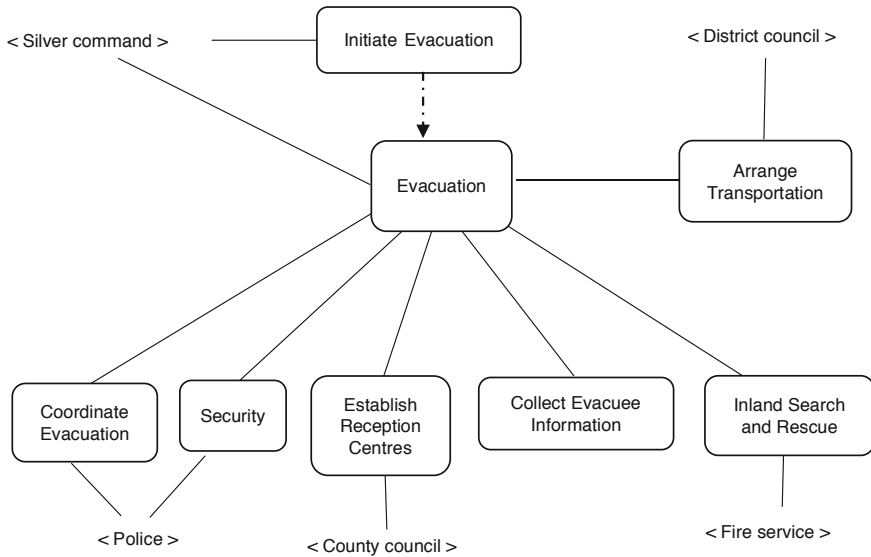 < Silver command >
Initiate Evacuation
< District council >
Evacuation
Arrange
Transportation
Coordinate
Evacuation
Security
Establish
Reception
Centres
Collect Evacuee
Information
Inland Search
and Rescue
< Police >
< County council >
< Fire service >